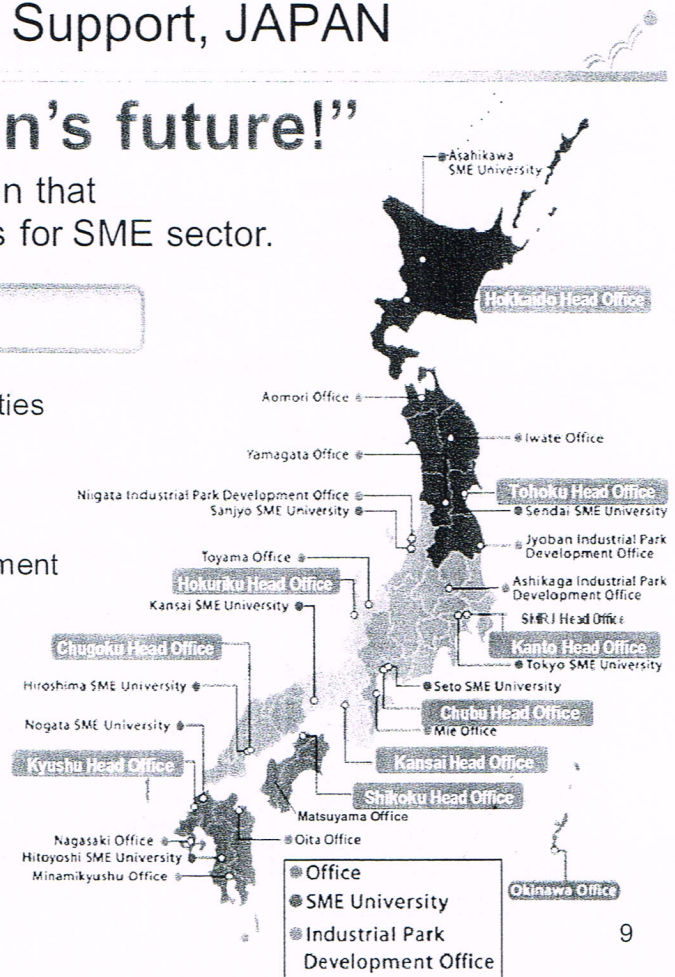 Support, JAPAN
n's future!”
n that
s for SME sector.
ties
ment
Asahikawa
SME University
Hokkaido Head Office
Aomori Office
Iwate Office
Yamagata Office
Tohoku Head Office
Niigata Industrial Park Development Office
Sanjyo SME University
Sendai SME University
Jyoban Industrial Park
Development Office
Toyama Office
Hokuriku Head Office
Ashikaga Industrial Park
Development Office
Kansai SME University
SMRJ Head Office
Chugoku Head Office
Kanto Head Office
Tokyo SME University
Hiroshima SME University
Seto SME University
Nogata SME University
Chubu Head Office
Mie Office
Kyushu Head Office
Kansai Head Office
Shikoku Head Office
Matsuyama Office
Nagasaki Office
Oita Office
Hitoyoshi SME University
Minamikyushu Office
Okinawa Office
Office
SME University
Industrial Park
Development Office
9